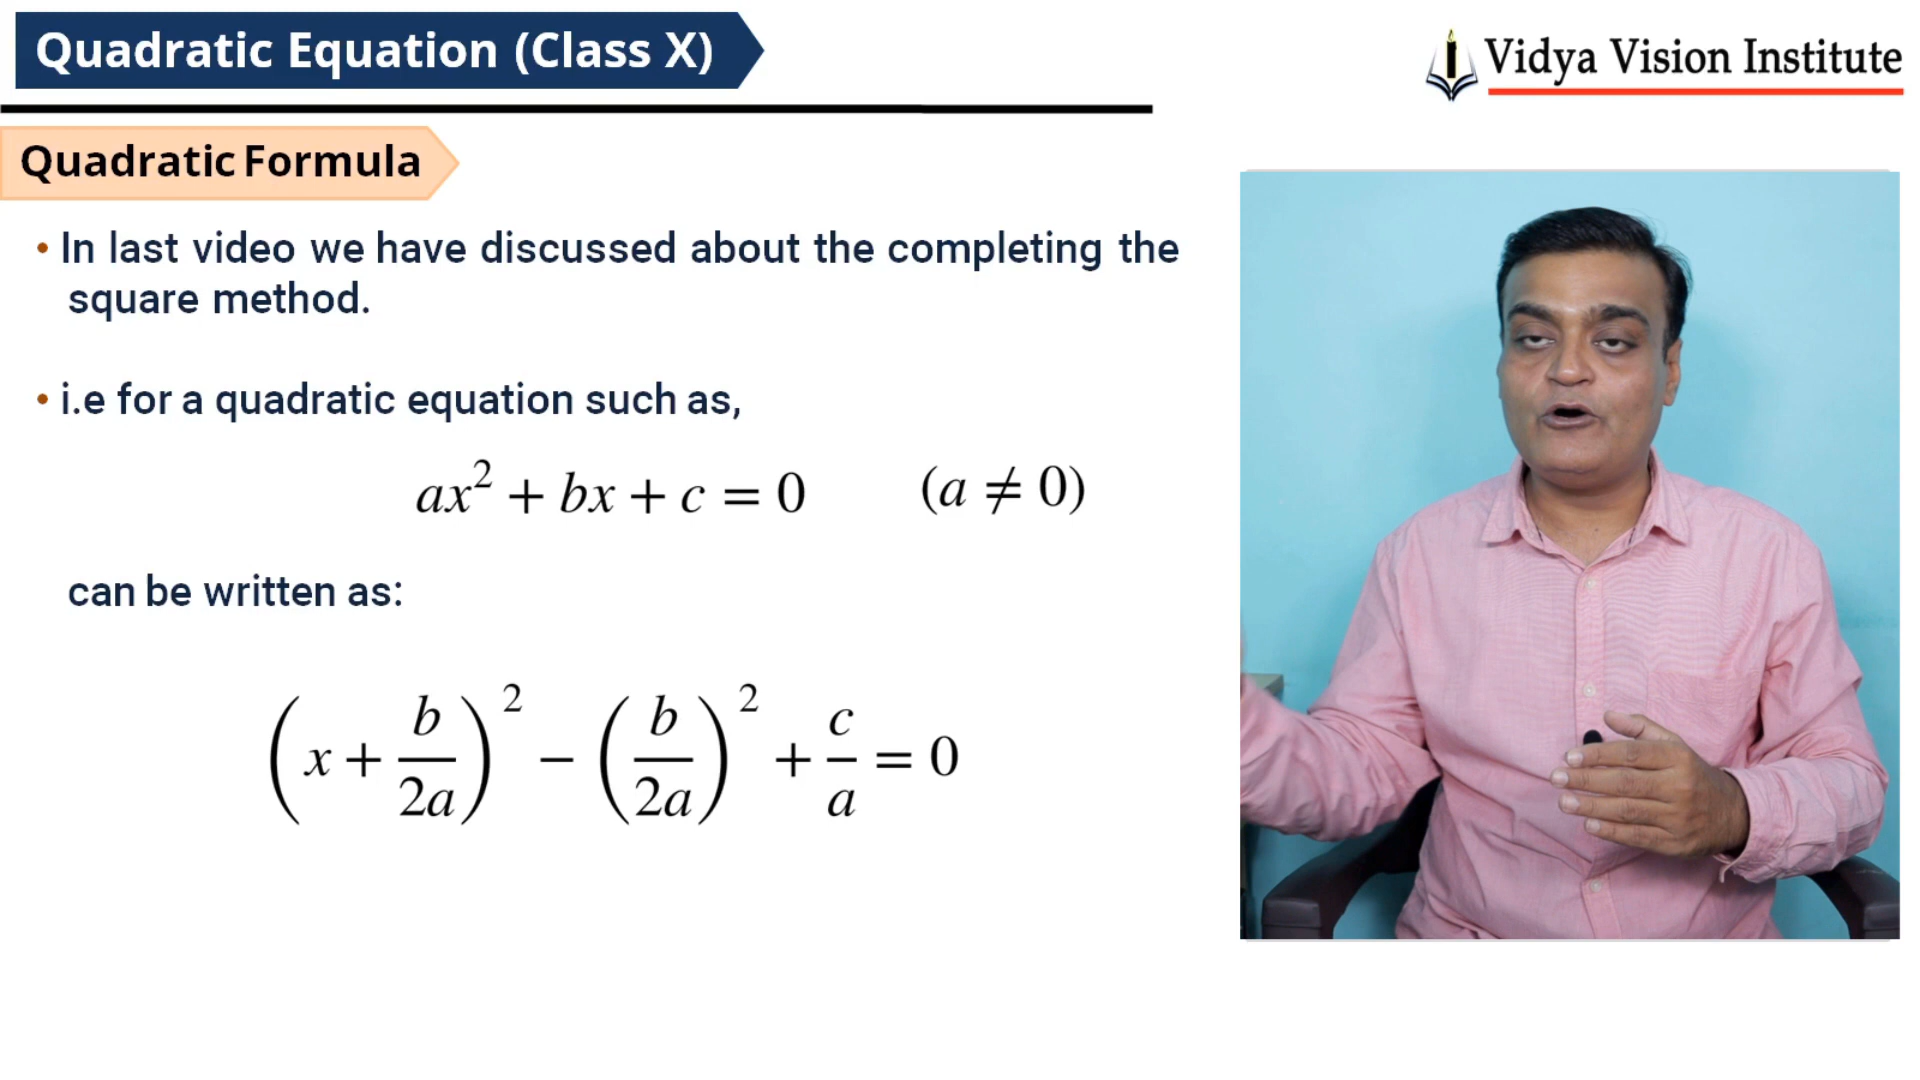 Quadratic Equation (Class X)
Vidya Vision Institute
Quadratic Formula
• In last video we have discussed about the completing the
square method.
• i.e for a quadratic equation such as,
ax² + bx + c = 0 (a ≠ 0)
can be written as:
(x + b/2a)² − (b/2a)² + c/a = 0